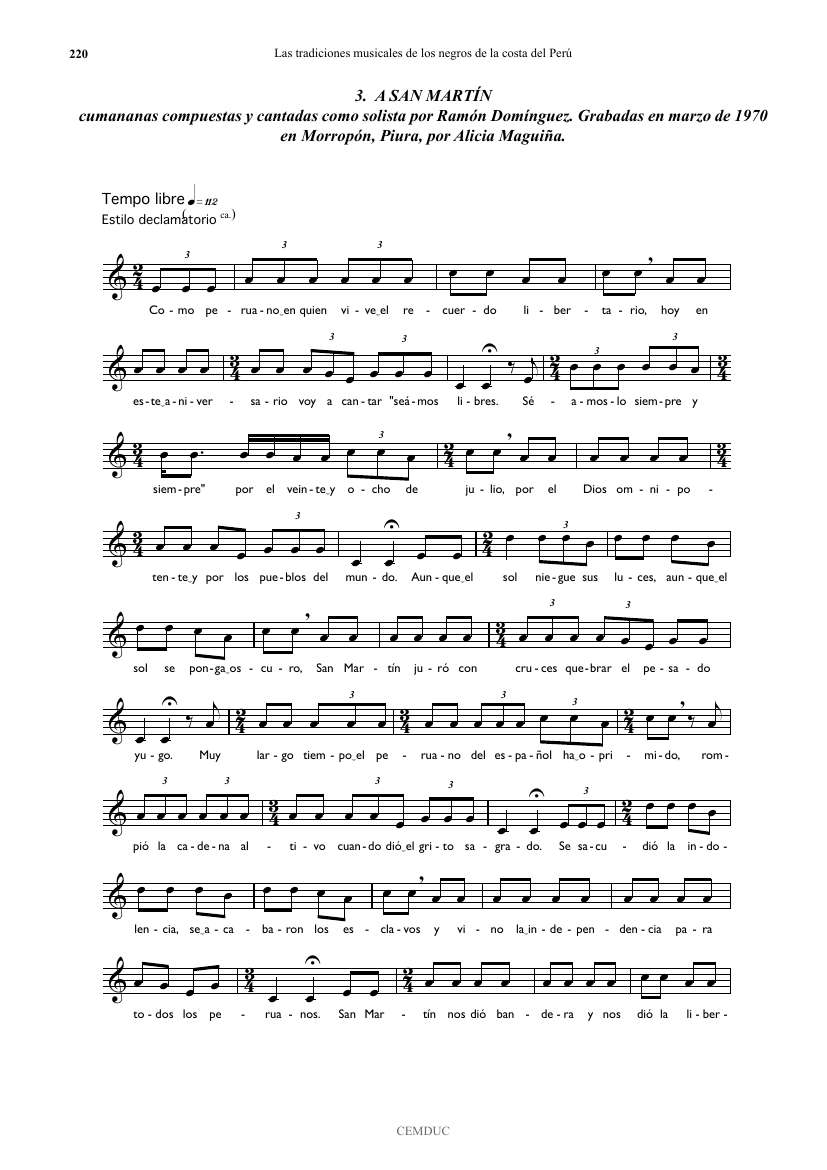 220
Las tradiciones musicales de los negros de la costa del Perú
3. A SAN MARTÍN
cumananas compuestas y cantadas como solista por Ramón Domínguez. Grabadas en marzo de 1970
en Morropón, Piura, por Alicia Maguiña.
Tempo libre ♩= 112
Estilo declamatorio (ca.)
Co - mo pe - rua - no_en quien vi - ve_el re - cuer - do li - ber - ta - rio, hoy en
es - te_a - ni - ver - sa - rio voy a can - tar "seá - mos li - bres. Sé - a - mos - lo siem - pre y
siem - pre" por el vein - te_y o - cho de ju - lio, por el Dios om - ni - po -
ten - te_y por los pue - blos del mun - do. Aun - que_el sol nie - gue sus lu - ces, aun - que_el
sol se pon - ga_os - cu - ro, San Mar - tín ju - ró con cru - ces que - brar el pe - sa - do
yu - go. Muy lar - go tiem - po_el pe - rua - no del es - pa - ñol ha_o - pri - mi - do, rom -
pió la ca - de - na al - ti - vo cuan - do dió_el gri - to sa - gra - do. Se sa - cu - dió la in - do -
len - cia, se_a - ca - ba - ron los es - cla - vos y vi - no la_in - de - pen - den - cia pa - ra
to - dos los pe - rua - nos. San Mar - tín nos dió ban - de - ra y nos dió la li - ber -
CEMDUC